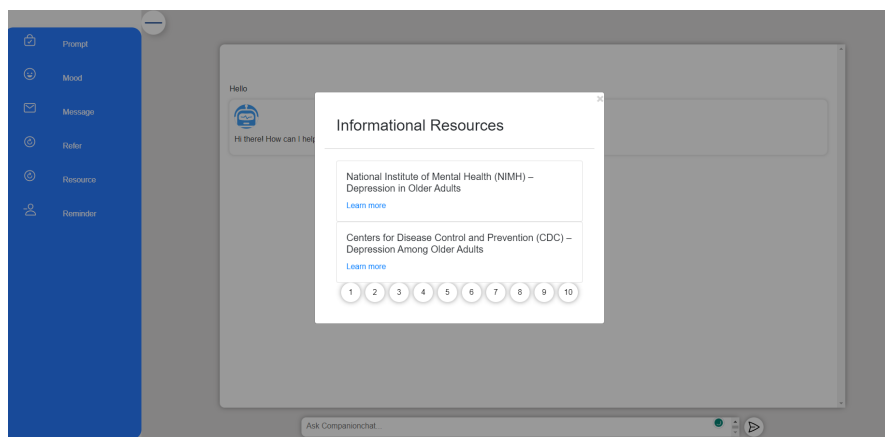 Prompt
Mood
Message
Refer
Resource
Reminder
Hello
Hi there! How can I help
Informational Resources
×
National Institute of Mental Health (NIMH) –
Depression in Older Adults
Learn more
Centers for Disease Control and Prevention (CDC) –
Depression Among Older Adults
Learn more
1 2 3 4 5 6 7 8 9 10
Ask Companionchat...